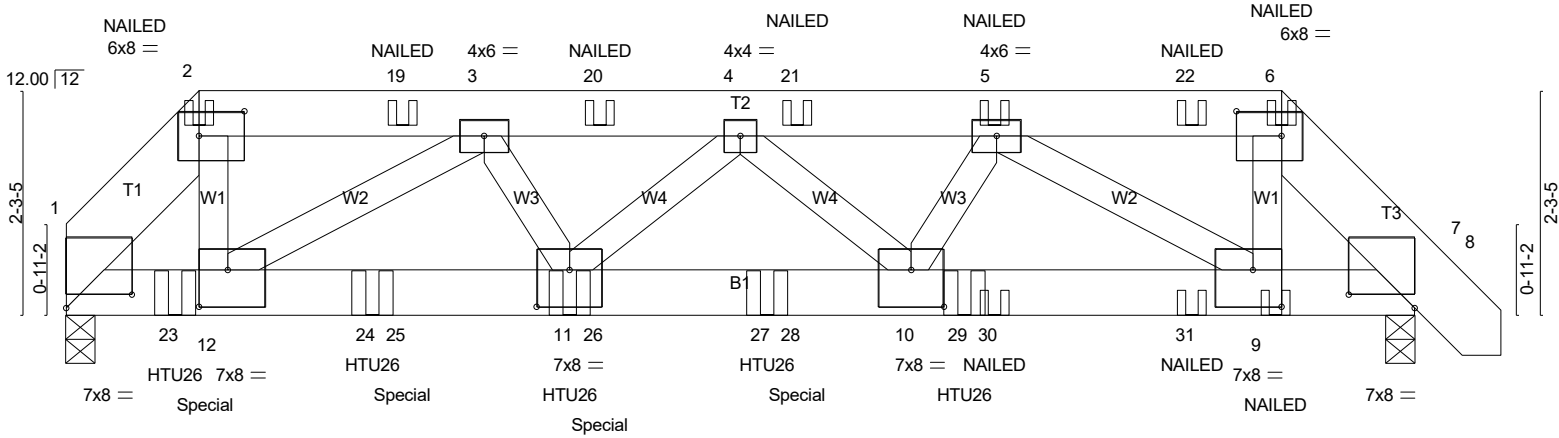 NAILED
6x8 =
NAILED
4x6 =
NAILED
NAILED
4x4 =
NAILED
4x6 =
NAILED
NAILED
6x8 =
12.00 12
2
19
3
20
4
21
5
22
6
T2
T1
W1
W2
W3
W4
W4
W3
W2
W1
T3
1
7
8
2-3-5
0-11-2
0-11-2
2-3-5
B1
23
12
24
25
11
26
27
28
10
29
30
31
9
7x8 =
HTU26
7x8 =
Special
HTU26
Special
7x8 =
HTU26
Special
HTU26
Special
7x8 =
NAILED
HTU26
NAILED
7x8 =
NAILED
7x8 =